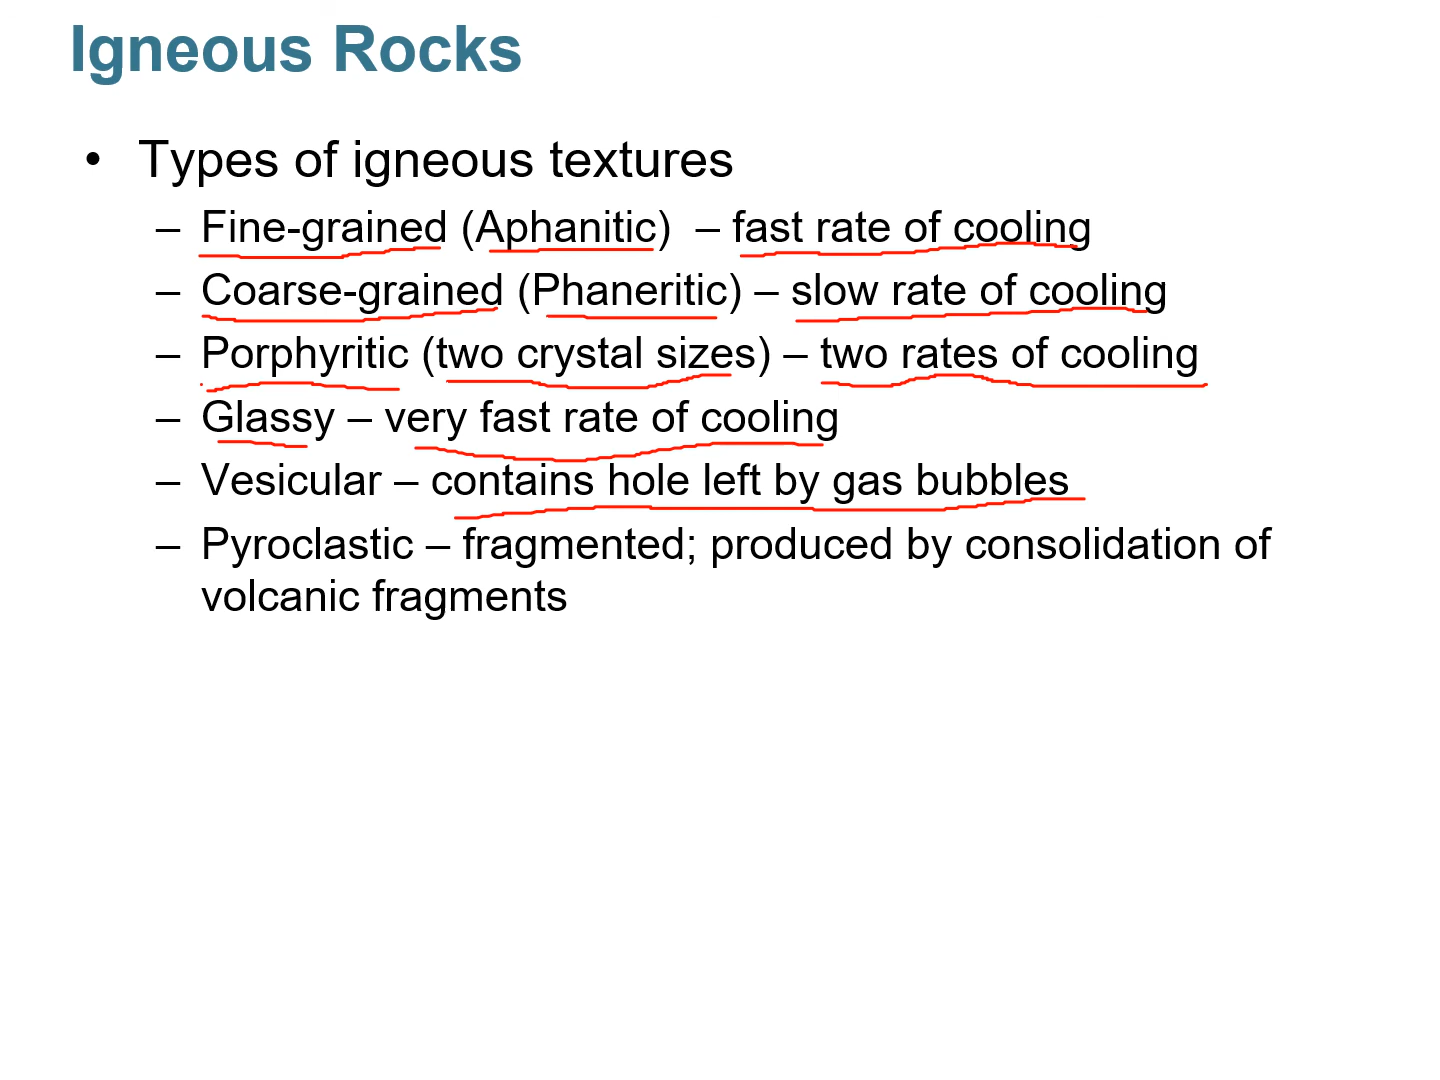 Igneous Rocks
• Types of igneous textures
– Fine-grained (Aphanitic) – fast rate of cooling
– Coarse-grained (Phaneritic) – slow rate of cooling
– Porphyritic (two crystal sizes) – two rates of cooling
– Glassy – very fast rate of cooling
– Vesicular – contains hole left by gas bubbles
– Pyroclastic – fragmented; produced by consolidation of
volcanic fragments